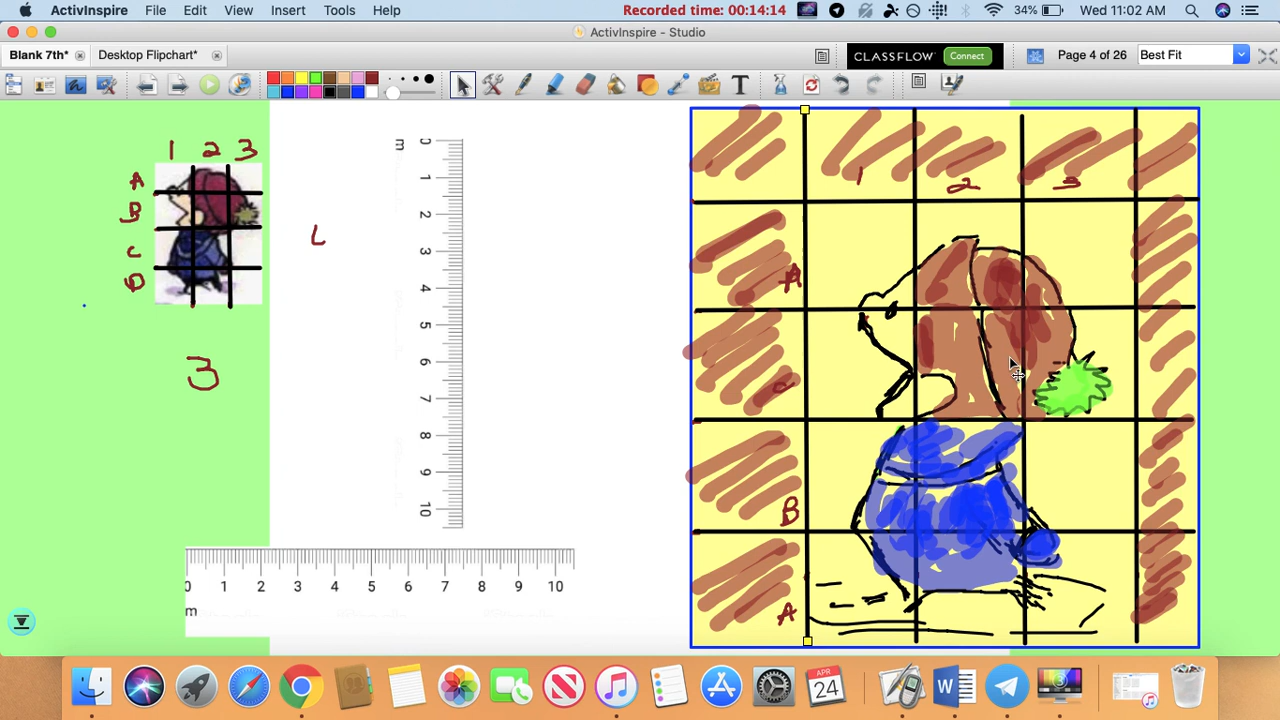 ActivInspire File Edit View Insert Tools Help Recorded time: 00:14:14 34% Wed 11:02 AM
ActivInspire - Studio
Blank 7th* Desktop Flipchart* CLASSFLOW Connect Page 4 of 26 Best Fit
T
1 2 3
A
B
C
D
L
3
m
0
1
2
3
4
5
6
7
8
9
10
0 1 2 3 4 5 6 7 8 9 10
m
1 2 3
A
B
A
APR
24
W